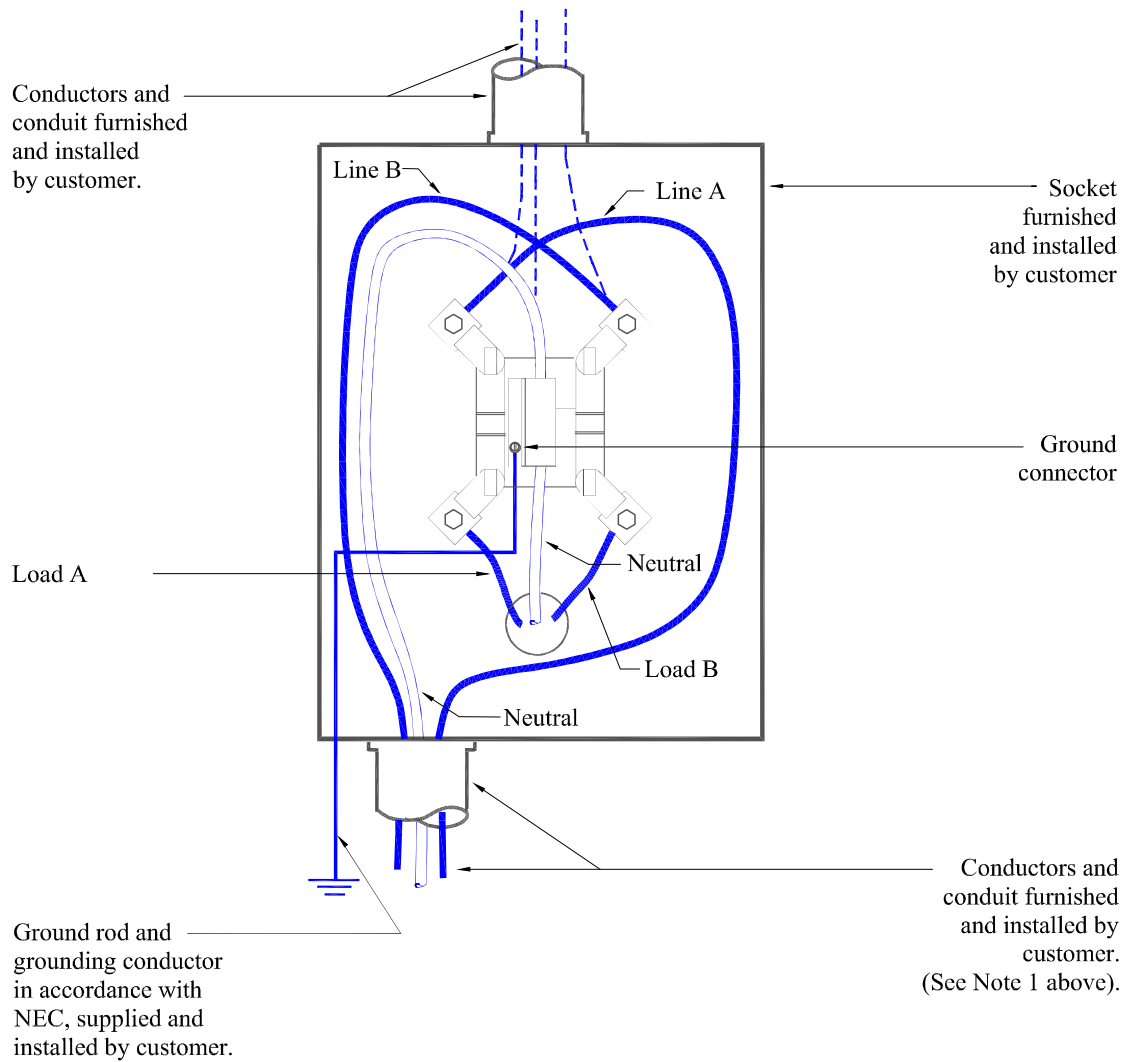 Conductors and
conduit furnished
and installed
by customer.
Line B
Line A
Socket
furnished
and installed
by customer
Ground
connector
Neutral
Load A
Load B
Neutral
Conductors and
conduit furnished
and installed by
customer.
(See Note 1 above).
Ground rod and
grounding conductor
in accordance with
NEC, supplied and
installed by customer.